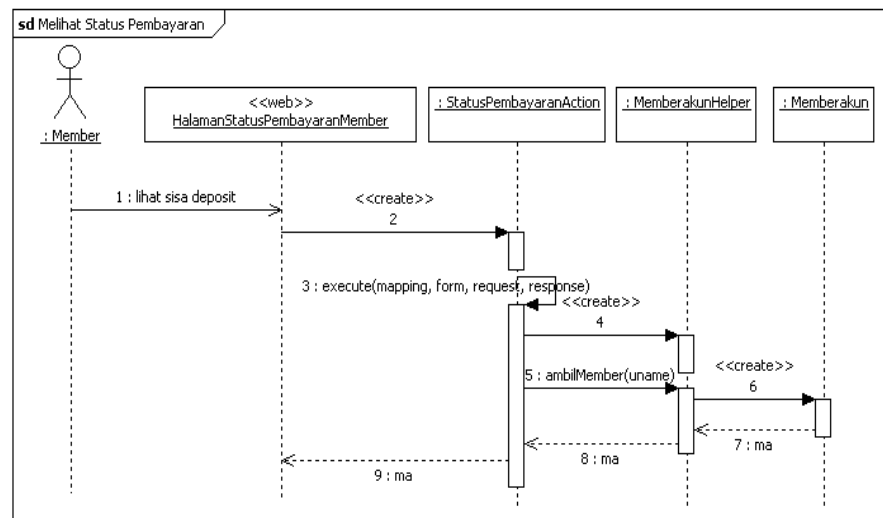 sd Melihat Status Pembayaran
: Member
<<web>>
HalamanStatusPembayaranMember
: StatusPembayaranAction
: MemberakunHelper
: Memberakun
1 : lihat sisa deposit
<<create>>
2
3 : execute(mapping, form, request, response)
<<create>>
4
5 : ambilMember(uname)
<<create>>
6
7 : ma
8 : ma
9 : ma